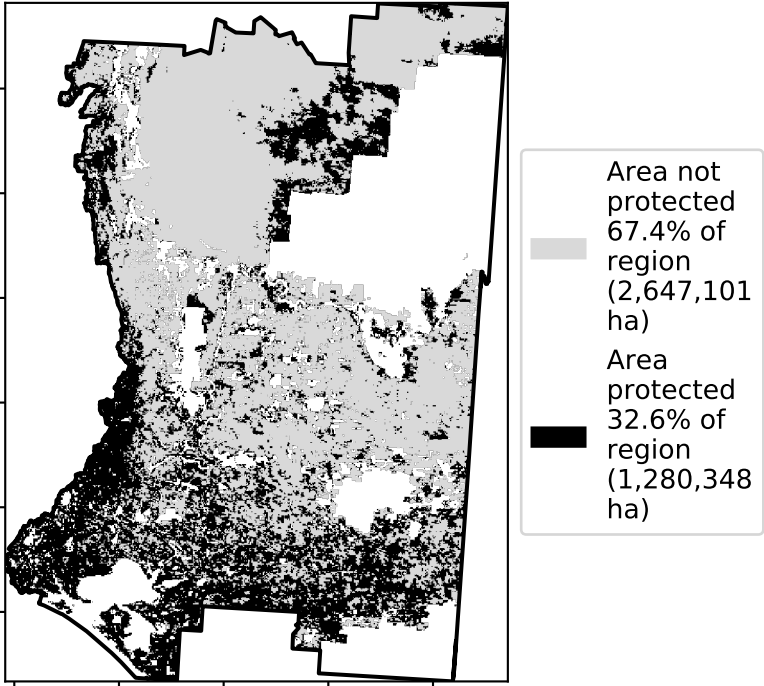 Area not
protected
67.4% of
region
(2,647,101
ha)
Area
protected
32.6% of
region
(1,280,348
ha)